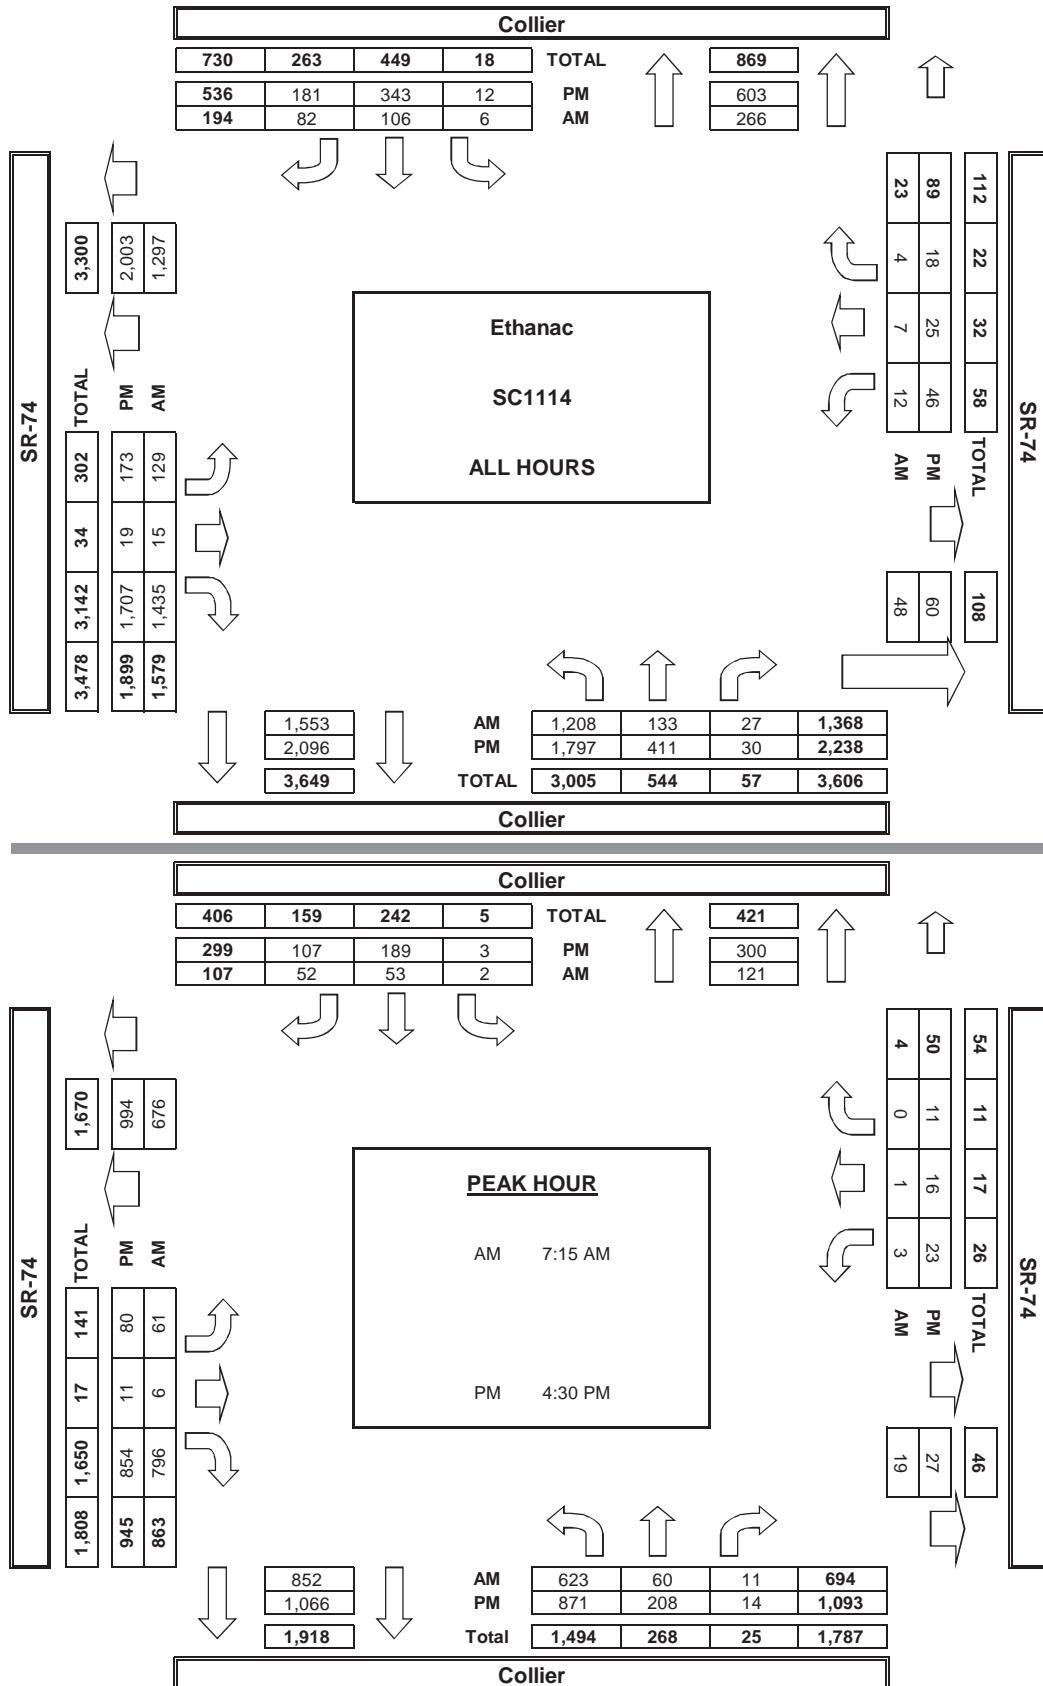 Collier
730 263 449 18 TOTAL 869
536 181 343 12 PM 603
194 82 106 6 AM 266
SR-74
3,300
2,003
1,297
TOTAL 302 34 3,142 3,478
PM 173 19 1,707 1,899
AM 129 15 1,435 1,579
Ethanac
SC1114
ALL HOURS
112 22 32 58 TOTAL 108
89 18 25 46 PM 60
23 4 7 12 AM 48
SR-74
1,553 AM 1,208 133 27 1,368
2,096 PM 1,797 411 30 2,238
3,649 TOTAL 3,005 544 57 3,606
Collier
Collier
406 159 242 5 TOTAL 421
299 107 189 3 PM 300
107 52 53 2 AM 121
SR-74
1,670
994
676
TOTAL 141 17 1,650 1,808
PM 80 11 854 945
AM 61 6 796 863
PEAK HOUR
AM 7:15 AM
PM 4:30 PM
54 11 17 26 TOTAL 46
50 11 16 23 PM 27
4 0 1 3 AM 19
SR-74
852 AM 623 60 11 694
1,066 PM 871 208 14 1,093
1,918 Total 1,494 268 25 1,787
Collier